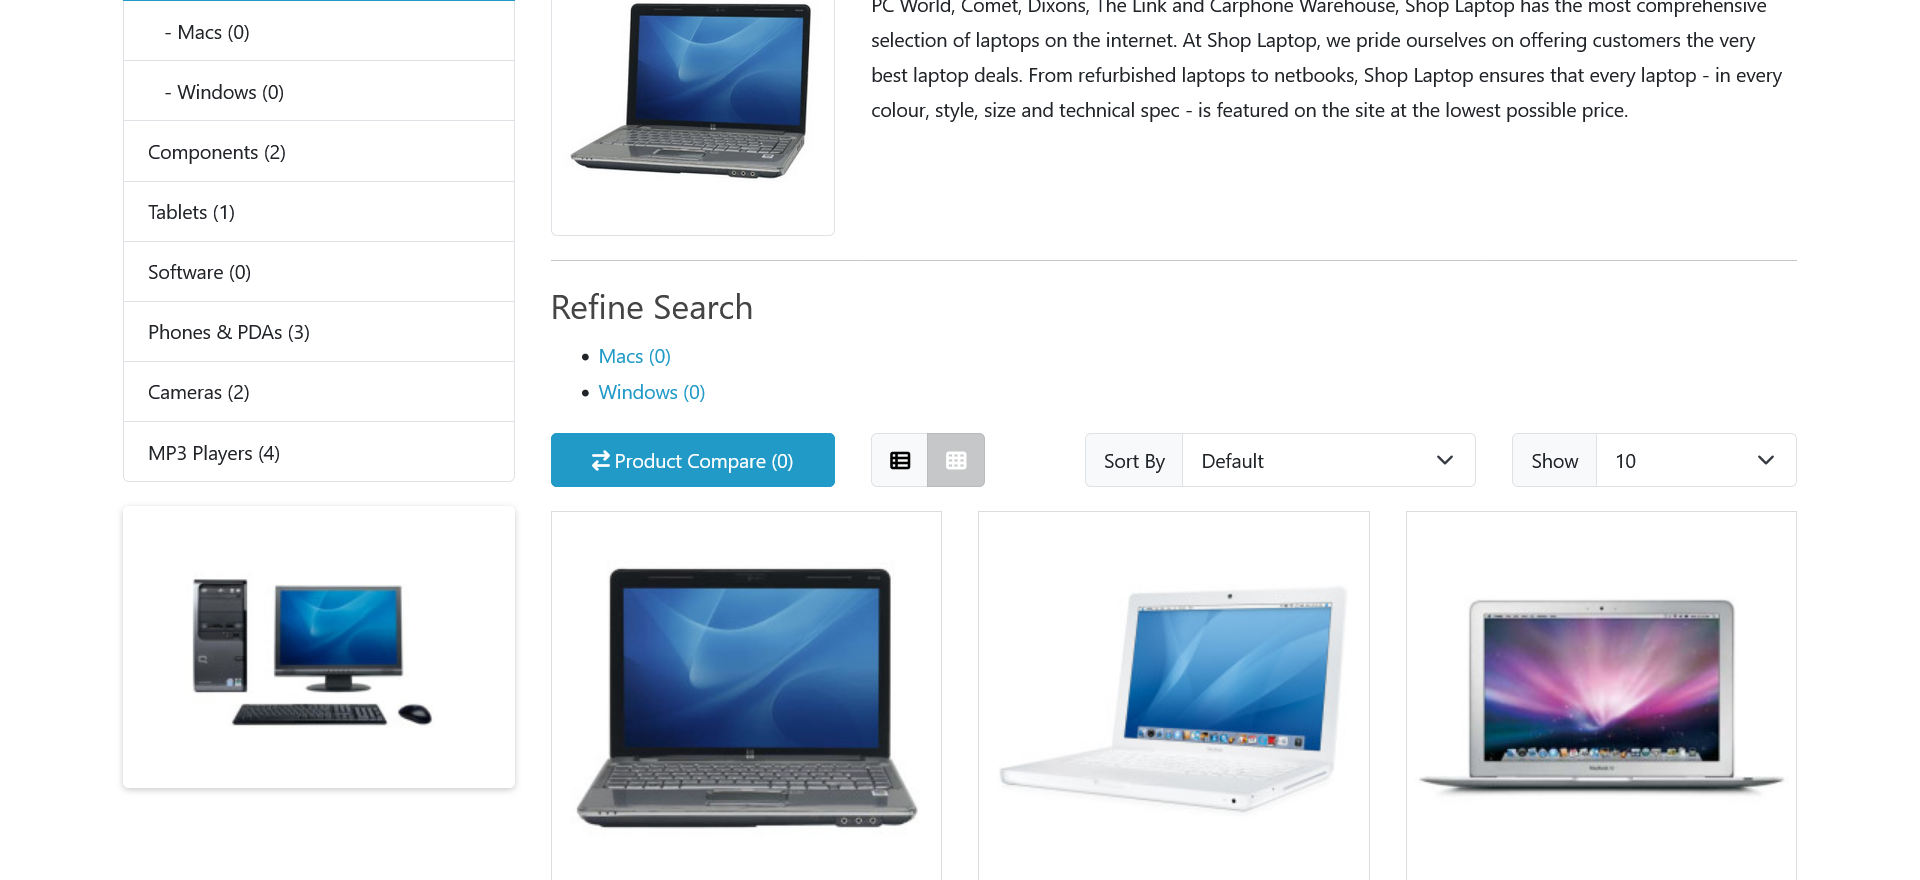 - Macs (0)
- Windows (0)
Components (2)
Tablets (1)
Software (0)
Phones & PDAs (3)
Cameras (2)
MP3 Players (4)
PC World, Comet, Dixons, The Link and Carphone Warehouse, Shop Laptop has the most comprehensive
selection of laptops on the internet. At Shop Laptop, we pride ourselves on offering customers the very
best laptop deals. From refurbished laptops to netbooks, Shop Laptop ensures that every laptop - in every
colour, style, size and technical spec - is featured on the site at the lowest possible price.
Refine Search
Macs (0)
Windows (0)
Product Compare (0)
Sort By
Default
Show
10